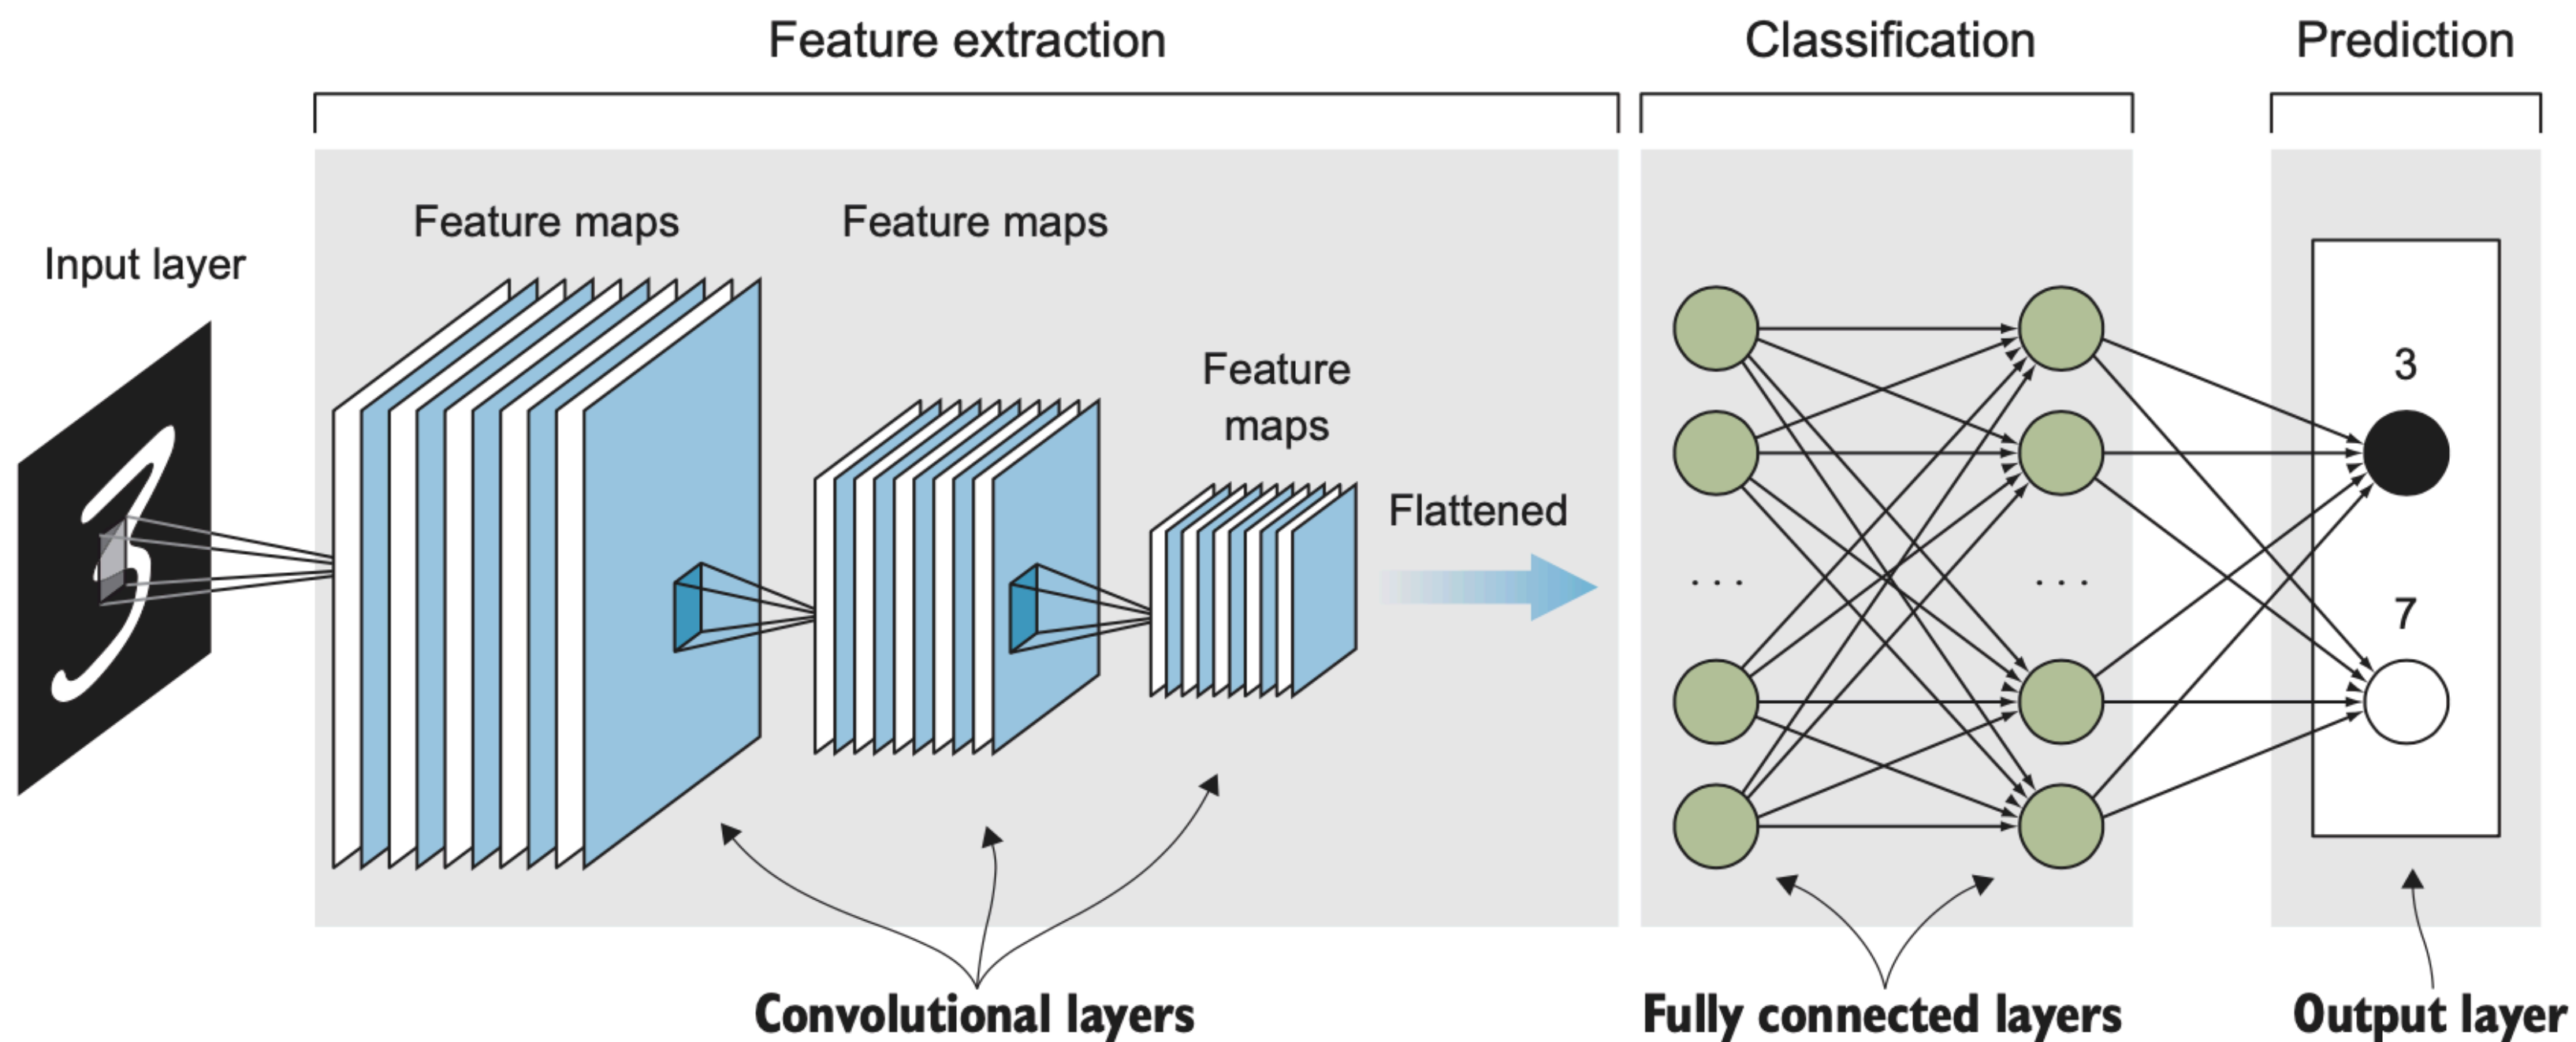 Feature extraction
Classification
Prediction
Input layer
Feature maps
Feature maps
Feature
maps
Flattened
. . .
. . .
3
7
Convolutional layers
Fully connected layers
Output layer